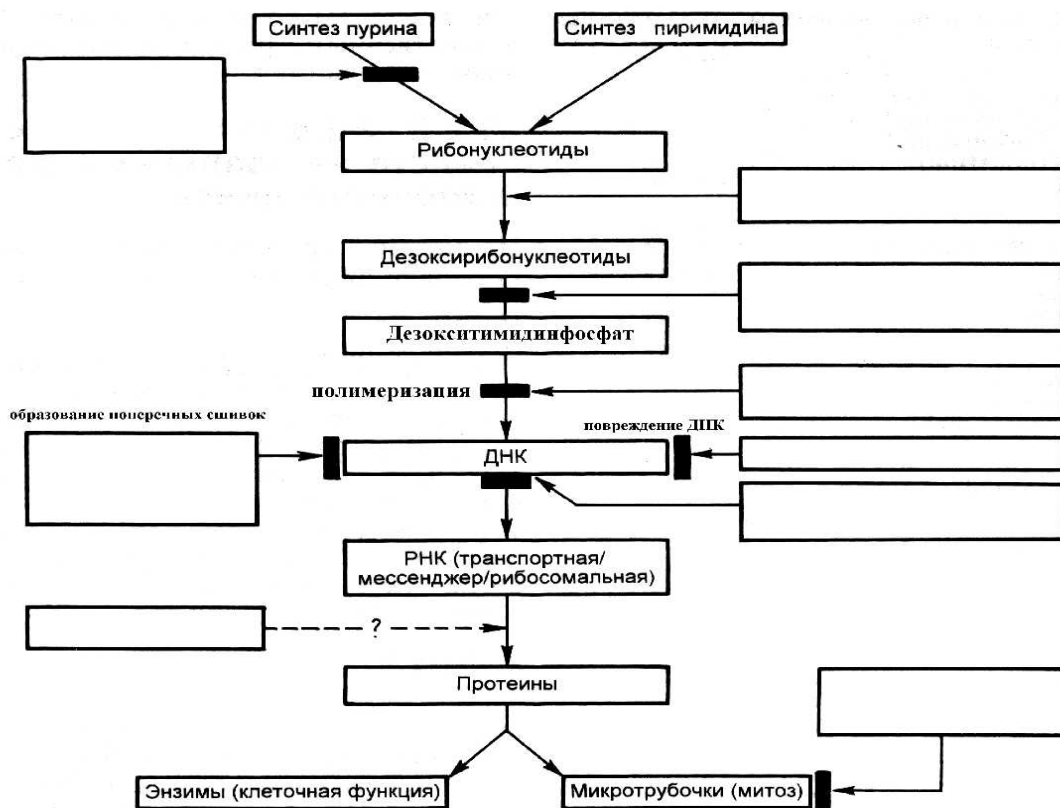 Синтез пурина
Синтез пиримидина
Рибонуклеотиды
Дезоксирибонуклеотиды
Дезокситимидинфосфат
полимеризация
образование поперечных сшивок
повреждение ДНК
ДНК
РНК (транспортная/
мессенджер/рибосомальная)
?
Протеины
Энзимы (клеточная функция)
Микротрубочки (митоз)